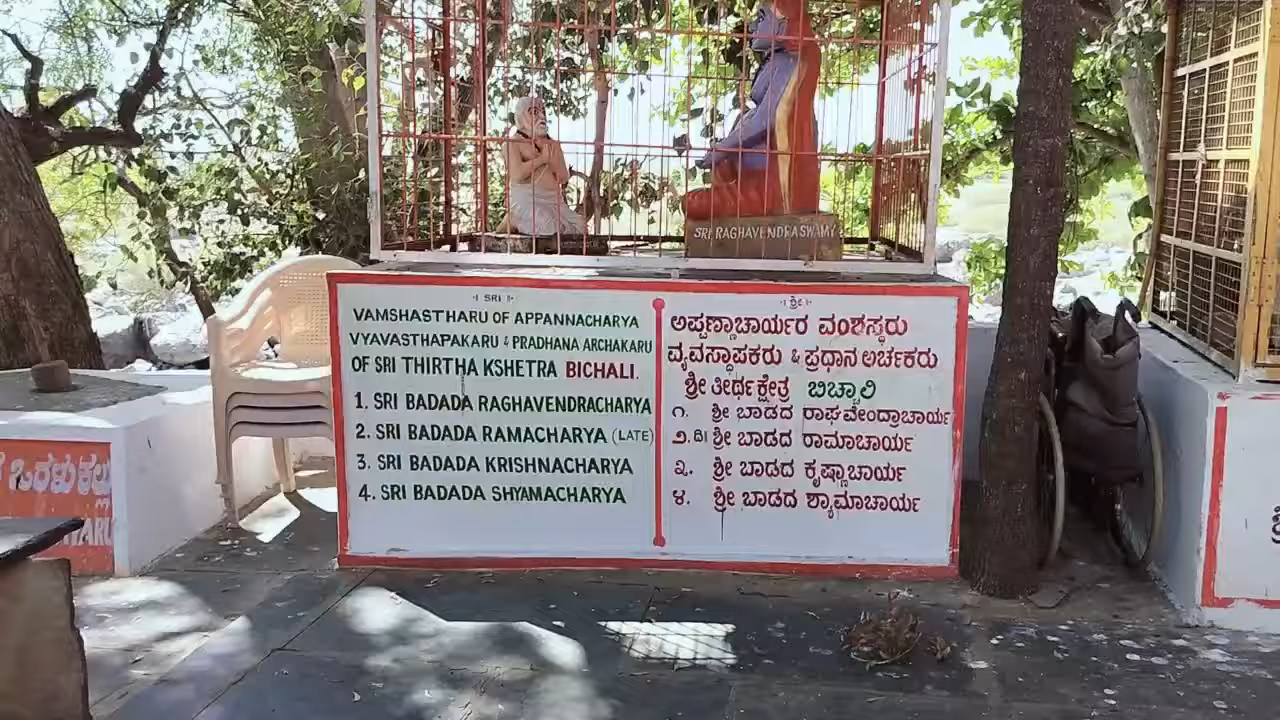 SRI RAGHAVENDRASWAMY
॥ SRI ॥
VAMSHASTHARU OF APPANNACHARYA
VYAVASTHAPAKARU & PRADHANA ARCHAKARU
OF SRI THIRTHA KSHETRA BICHALI.
1. SRI BADADA RAGHAVENDRACHARYA
2. SRI BADADA RAMACHARYA (LATE)
3. SRI BADADA KRISHNACHARYA
4. SRI BADADA SHYAMACHARYA
॥ ಶ್ರೀ ॥
ಅಪ್ಪಣ್ಣಾಚಾರ್ಯರ ವಂಶಸ್ಥರು
ವ್ಯವಸ್ಥಾಪಕರು & ಪ್ರಧಾನ ಅರ್ಚಕರು
ಶ್ರೀ ತೀರ್ಥಕ್ಷೇತ್ರ ಬಿಚ್ಚಾಲಿ
೧. ಶ್ರೀ ಬಾಡದ ರಾಘವೇಂದ್ರಾಚಾರ್ಯ
೨. ದಿ| ಶ್ರೀ ಬಾಡದ ರಾಮಾಚಾರ್ಯ
೩. ಶ್ರೀ ಬಾಡದ ಕೃಷ್ಣಾಚಾರ್ಯ
೪. ಶ್ರೀ ಬಾಡದ ಶ್ಯಾಮಾಚಾರ್ಯ
ಒರಳುಕಲ್ಲು